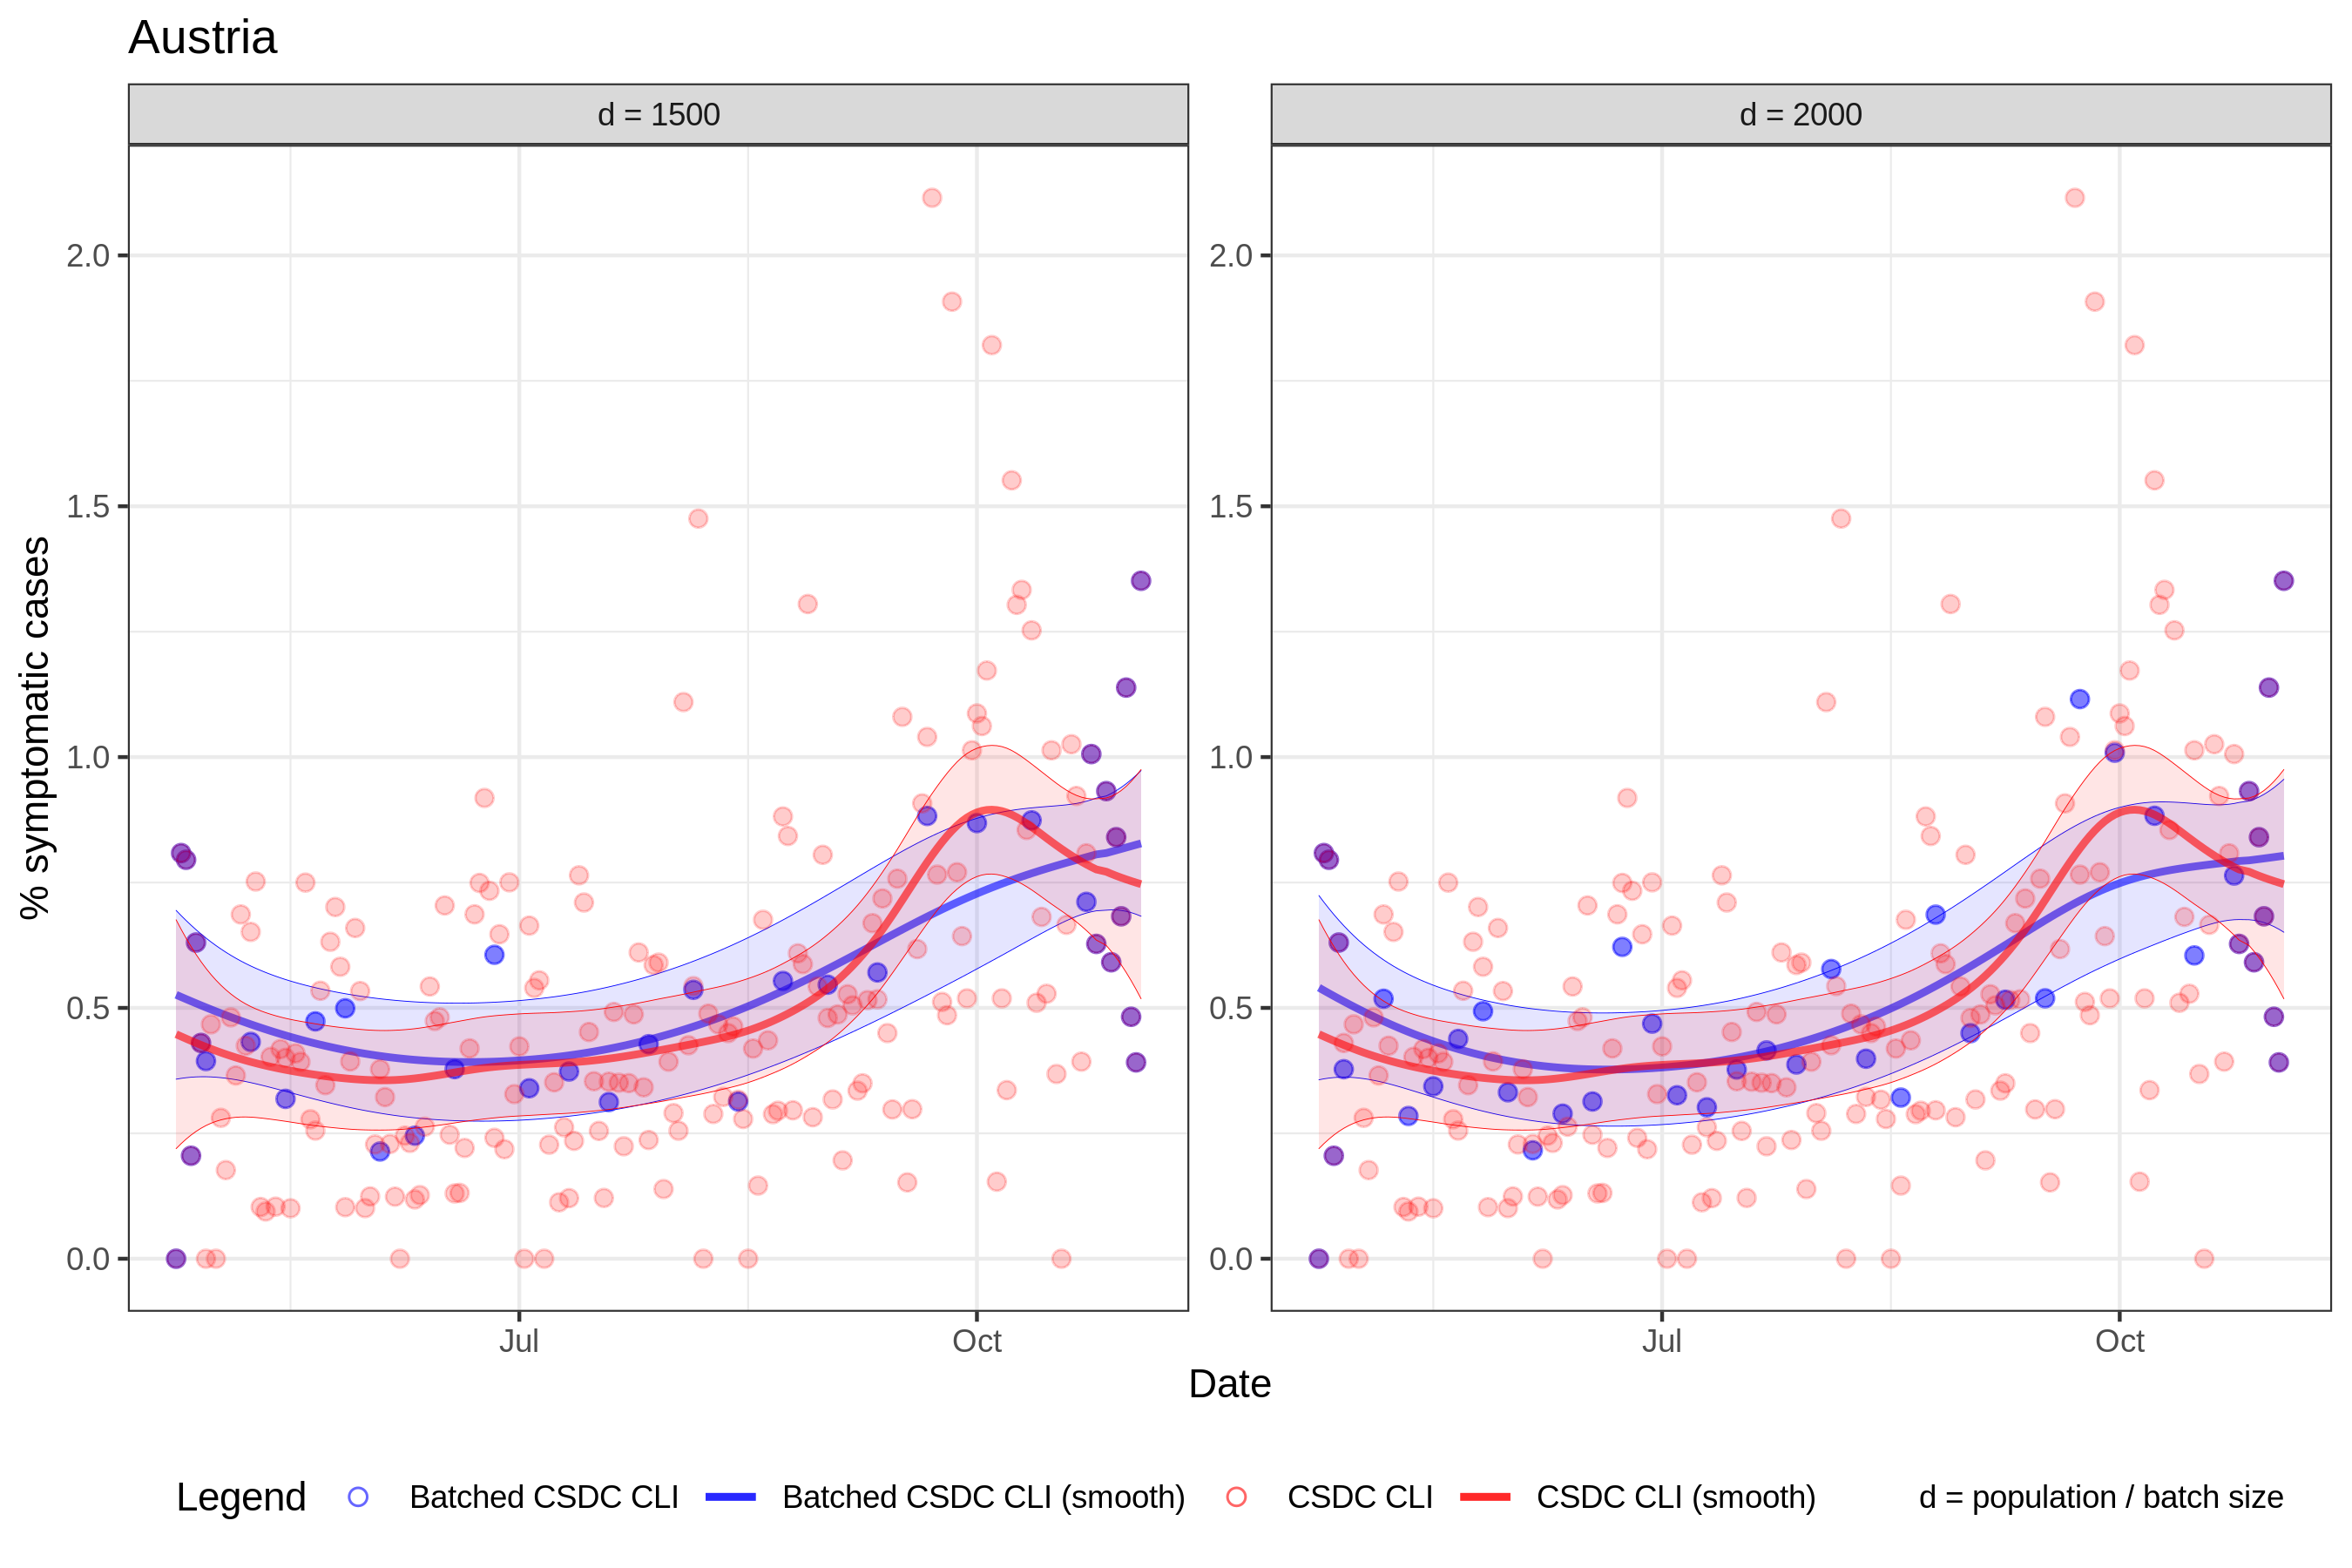 Austria
d = 1500
d = 2000
% symptomatic cases
2.0
1.5
1.0
0.5
0.0
2.0
1.5
1.0
0.5
0.0
Jul
Oct
Jul
Oct
Date
Legend Batched CSDC CLI Batched CSDC CLI (smooth) CSDC CLI CSDC CLI (smooth) d = population / batch size